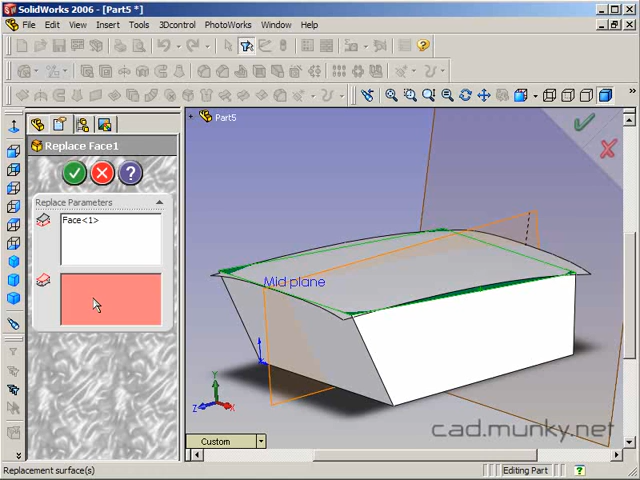 SolidWorks 2006 - [Part5 *]
File Edit View Insert Tools 3Dcontrol PhotoWorks Window Help
Replace Face1
Replace Parameters
Face<1>
Part5
Mid plane
Y
Z
X
cad.munky.net
Custom
Replacement surface(s)
Editing Part